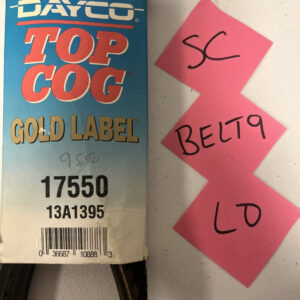 DAYCO
TOP
COG
GOLD LABEL
9550
17550
13A1395
0 36687 10888 3
SC
BELT9
LO